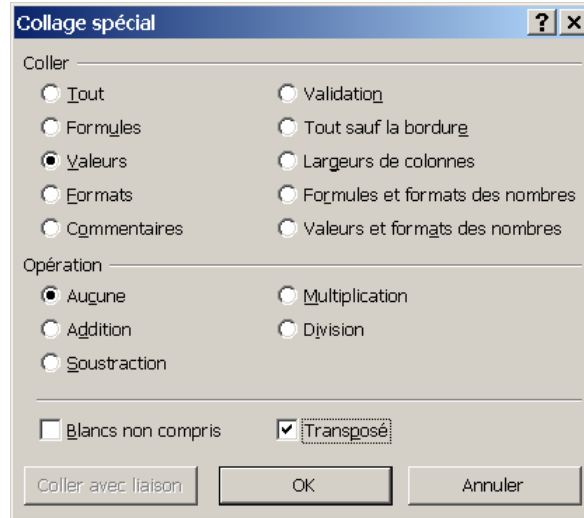 Collage spécial
Coller
Tout
Validation
Formules
Tout sauf la bordure
Valeurs
Largeurs de colonnes
Formats
Formules et formats des nombres
Commentaires
Valeurs et formats des nombres
Opération
Aucune
Multiplication
Addition
Division
Soustraction
Blancs non compris
Transposé
Coller avec liaison
OK
Annuler